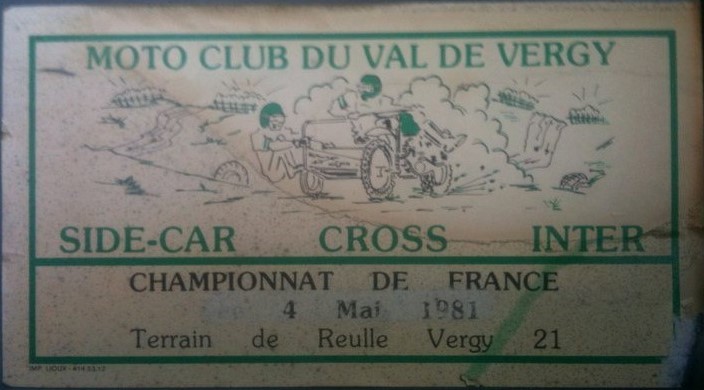 MOTO CLUB DU VAL DE VERGY
SIDE-CAR CROSS INTER
CHAMPIONNAT DE FRANCE
4 Mai 1981
Terrain de Reulle Vergy 21